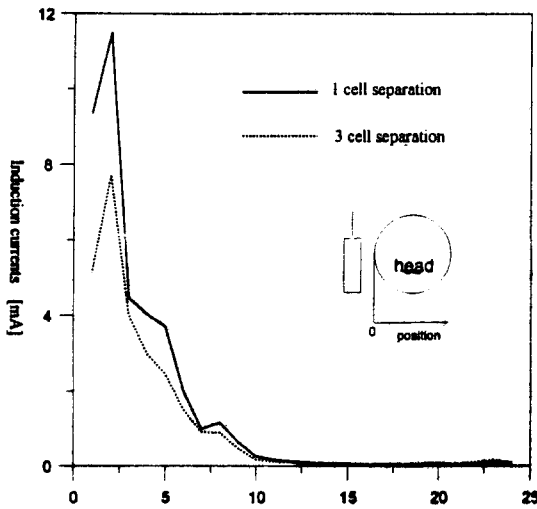 12
8
4
0
Induction currents [mA]
1 cell separation
3 cell separation
head
0
position
0 5 10 15 20 25